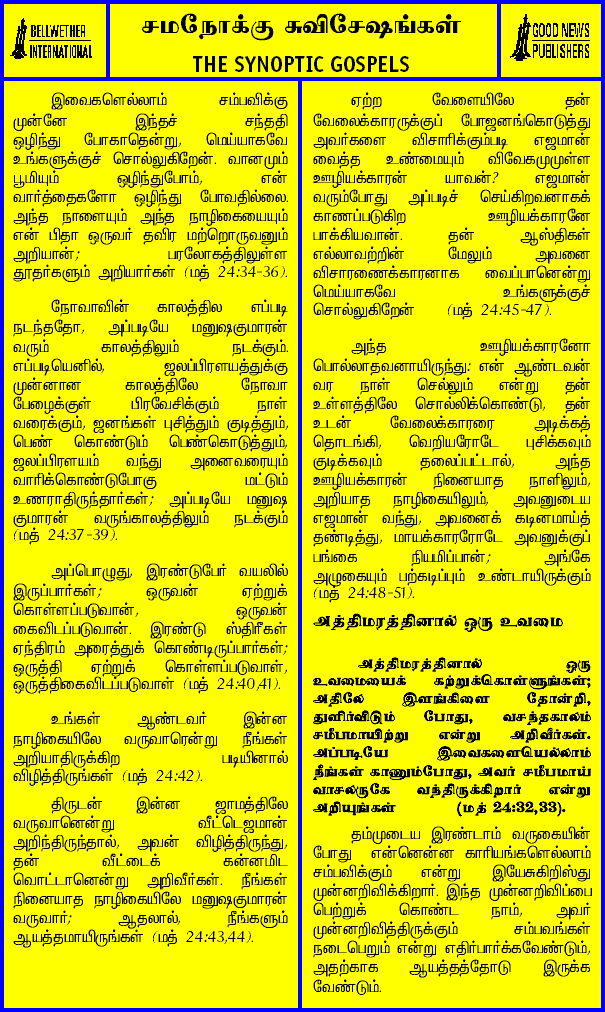 BELLWETHER
INTERNATIONAL
சமநோக்கு சுவிசேஷங்கள்
THE SYNOPTIC GOSPELS
GOOD NEWS
PUBLISHERS
இவைகளெல்லாம் சம்பவிக்கு
முன்னே இந்தச் சந்ததி
ஒழிந்து போகாதென்று, மெய்யாகவே
உங்களுக்குச் சொல்லுகிறேன். வானமும்
பூமியும் ஒழிந்துபோம், என்
வார்த்தைகளோ ஒழிந்து போவதில்லை.
அந்த நாளையும் அந்த நாழிகையையும்
என் பிதா ஒருவர் தவிர மற்றொருவனும்
அறியான்; பரலோகத்திலுள்ள
தூதர்களும் அறியார்கள் (மத் 24:34-36).
நோவாவின் காலத்தில எப்படி
நடந்ததோ, அப்படியே மனுஷகுமாரன்
வரும் காலத்திலும் நடக்கும்.
எப்படியெனில், ஜலப்பிரளயத்துக்கு
முன்னான காலத்திலே நோவா
பேழைக்குள் பிரவேசிக்கும் நாள்
வரைக்கும், ஜனங்கள் புசித்தும் குடித்தும்,
பெண் கொண்டும் பெண்கொடுத்தும்,
ஜலப்பிரளயம் வந்து அனைவரையும்
வாரிக்கொண்டுபோகு மட்டும்
உணராதிருந்தார்கள்; அப்படியே மனுஷ
குமாரன் வருங்காலத்திலும் நடக்கும்
(மத் 24:37-39).
அப்பொழுது, இரண்டுபேர் வயலில்
இருப்பார்கள்; ஒருவன் ஏற்றுக்
கொள்ளப்படுவான், ஒருவன்
கைவிடப்படுவான். இரண்டு ஸ்திரீகள்
ஏந்திரம் அரைத்துக் கொண்டிருப்பார்கள்;
ஒருத்தி ஏற்றுக் கொள்ளப்படுவாள்,
ஒருத்திகைவிடப்படுவாள் (மத் 24:40,41).
உங்கள் ஆண்டவர் இன்ன
நாழிகையிலே வருவாரென்று நீங்கள்
அறியாதிருக்கிற படியினால்
விழித்திருங்கள் (மத் 24:42).
திருடன் இன்ன ஜாமத்திலே
வருவானென்று வீட்டெஜமான்
அறிந்திருந்தால், அவன் விழித்திருந்து,
தன் வீட்டைக் கன்னமிட
வொட்டானென்று அறிவீர்கள். நீங்கள்
நினையாத நாழிகையிலே மனுஷகுமாரன்
வருவார்; ஆதலால், நீங்களும்
ஆயத்தமாயிருங்கள் (மத் 24:43,44).
ஏற்ற வேளையிலே தன்
வேலைக்காரருக்குப் போஜனங்கொடுத்து
அவர்களை விசாரிக்கும்படி எஜமான்
வைத்த உண்மையும் விவேகமுமுள்ள
ஊழியக்காரன் யாவன்? எஜமான்
வரும்போது அப்படிச் செய்கிறவனாகக்
காணப்படுகிற ஊழியக்காரனே
பாக்கியவான். தன் ஆஸ்திகள்
எல்லாவற்றின் மேலும் அவனை
விசாரணைக்காரனாக வைப்பானென்று
மெய்யாகவே உங்களுக்குச்
சொல்லுகிறேன் (மத் 24:45-47).
அந்த ஊழியக்காரனோ
பொல்லாதவனாயிருந்து: என் ஆண்டவன்
வர நாள் செல்லும் என்று தன்
உள்ளத்திலே சொல்லிக்கொண்டு, தன்
உடன் வேலைக்காரரை அடிக்கத்
தொடங்கி, வெறியரோடே புசிக்கவும்
குடிக்கவும் தலைப்பட்டால், அந்த
ஊழியக்காரன் நினையாத நாளிலும்,
அறியாத நாழிகையிலும், அவனுடைய
எஜமான் வந்து, அவனைக் கடினமாய்த்
தண்டித்து, மாயக்காரரோடே அவனுக்குப்
பங்கை நியமிப்பான்; அங்கே
அழுகையும் பற்கடிப்பும் உண்டாயிருக்கும்
(மத் 24:48-51).
அத்திமரத்தினால் ஒரு உவமை
அத்திமரத்தினால் ஒரு
உவமையைக் கற்றுக்கொள்ளுங்கள்;
அதிலே இளங்கிளை தோன்றி,
துளிர்விடும் போது, வசந்தகாலம்
சமீபமாயிற்று என்று அறிவீர்கள்.
அப்படியே இவைகளையெல்லாம்
நீங்கள் காணும்போது, அவர் சமீபமாய்
வாசலருகே வந்திருக்கிறார் என்று
அறியுங்கள் (மத் 24:32,33).
தம்முடைய இரண்டாம் வருகையின்
போது என்னென்ன காரியங்களெல்லாம்
சம்பவிக்கும் என்று இயேசுகிறிஸ்து
முன்னறிவிக்கிறார். இந்த முன்னறிவிப்பை
பெற்றுக் கொண்ட நாம், அவர்
முன்னறிவித்திருக்கும் சம்பவங்கள்
நடைபெறும் என்று எதிர்பார்க்கவேண்டும்,
அதற்காக ஆயத்தத்தோடு இருக்க
வேண்டும்.